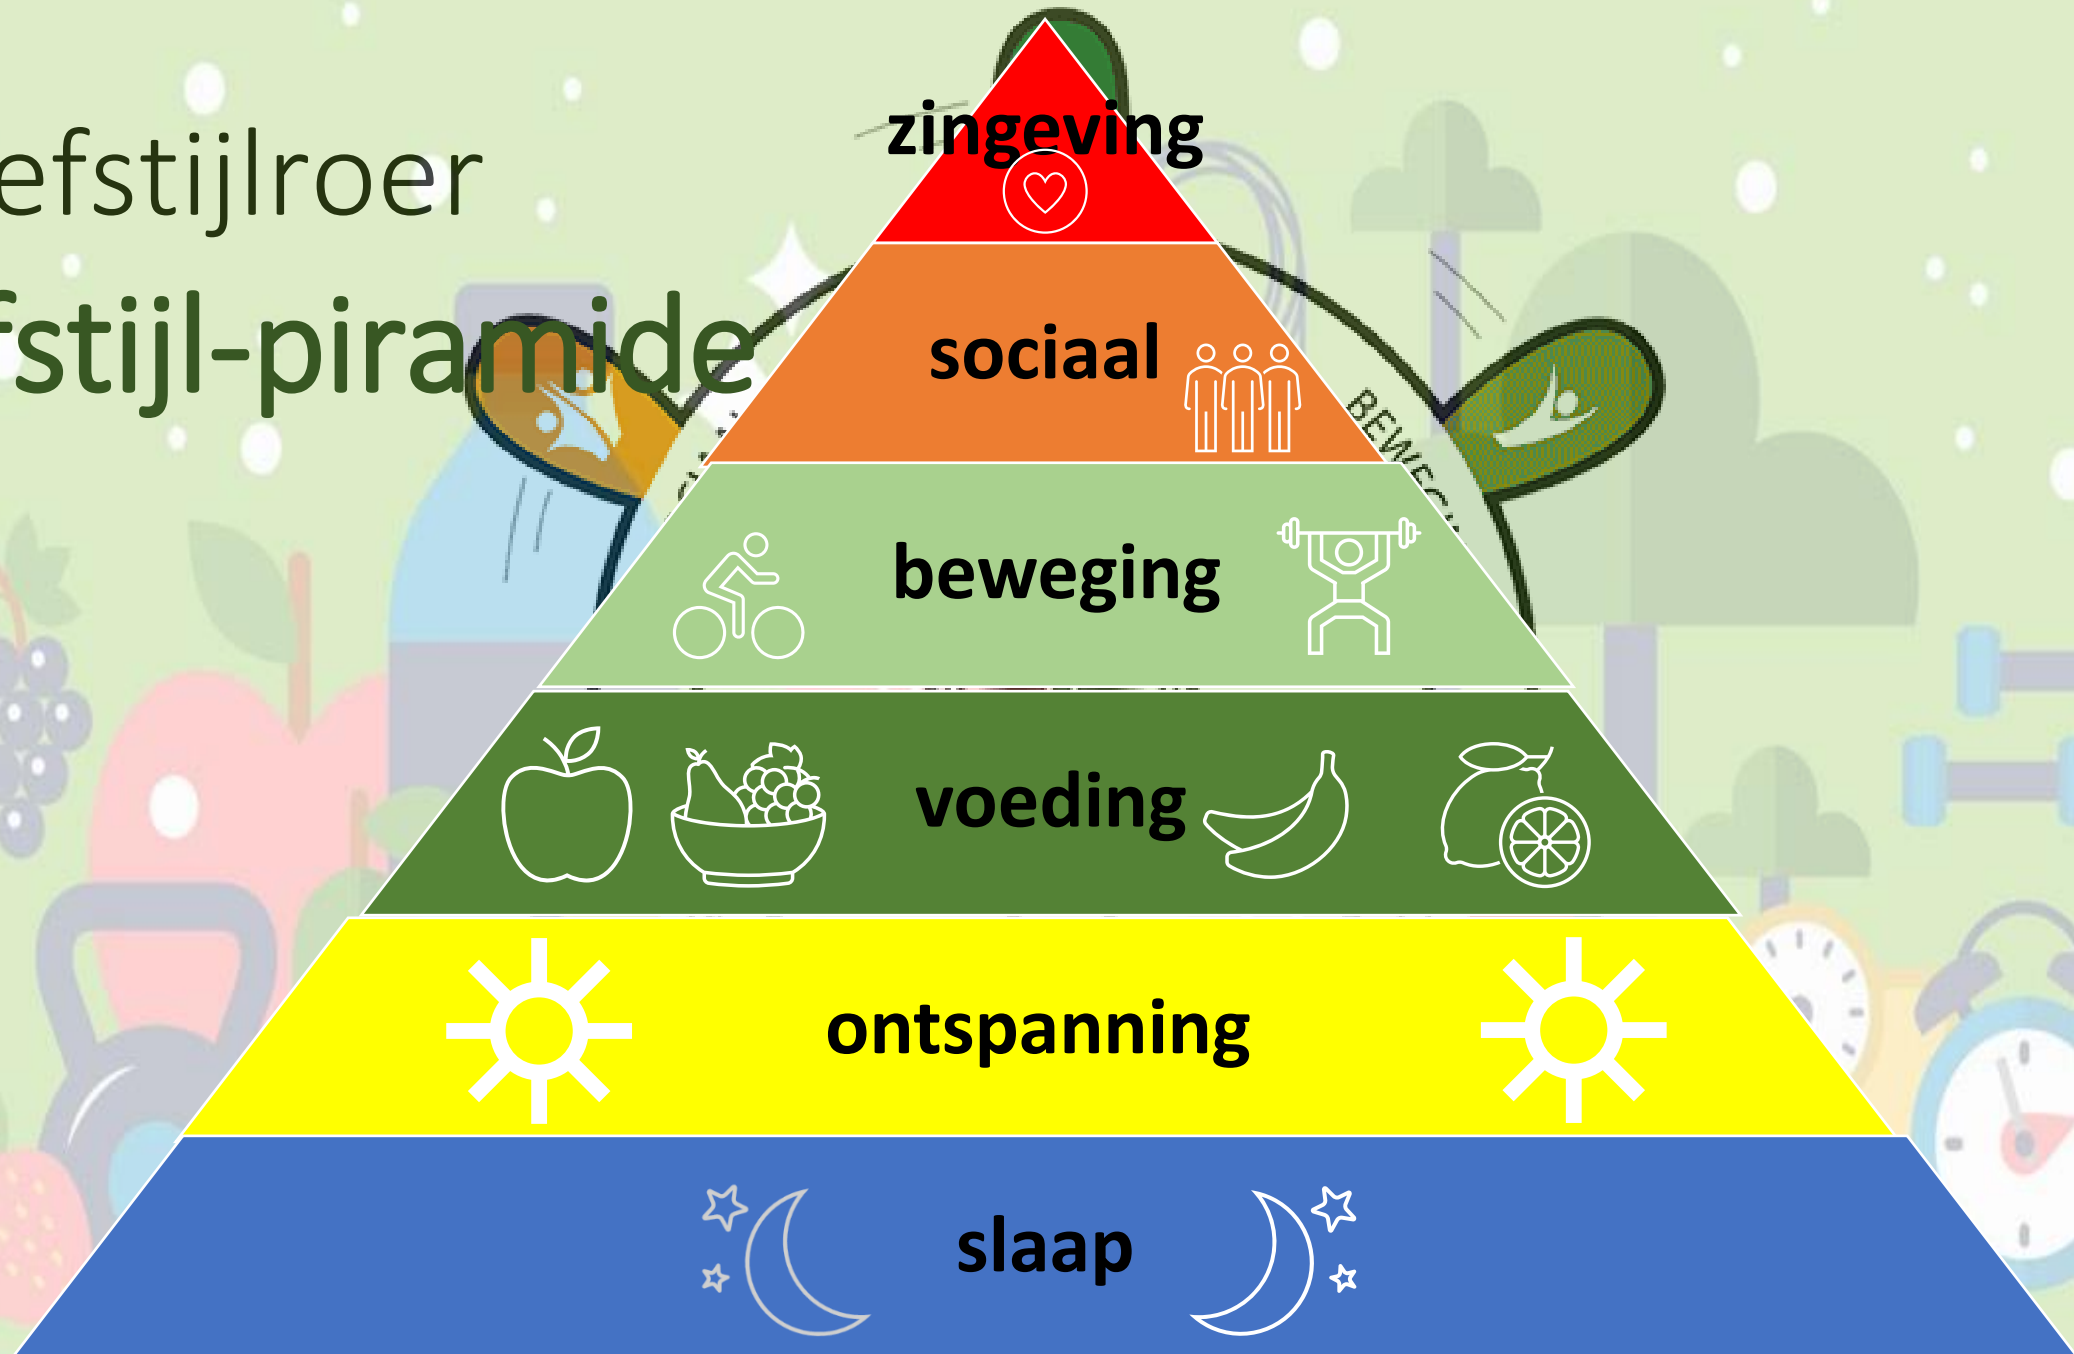 efstijlroer
fstijl-piramide
zingeving
sociaal
beweging
voeding
ontspanning
slaap